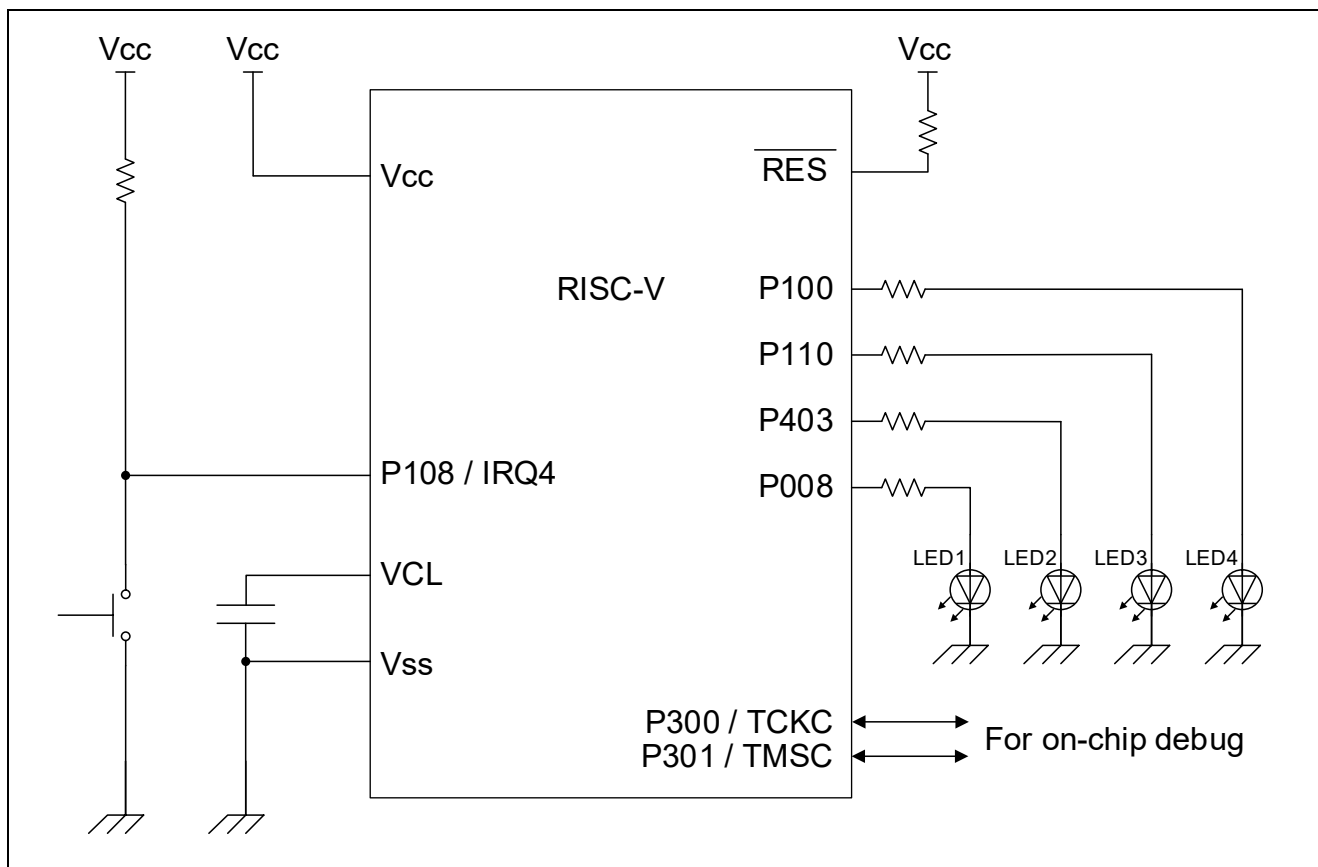 Vcc
Vcc
Vcc
Vcc
RES
RISC-V
P100
P110
P403
P108 / IRQ4
P008
LED1
LED2
LED3
LED4
VCL
Vss
P300 / TCKC
P301 / TMSC
For on-chip debug